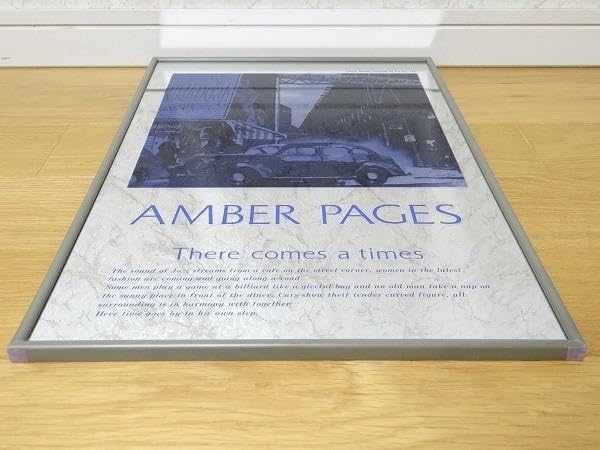 AMBER PAGES
There comes a times
The sound of Jazz streams from a cafe on the street corner, women in the latest
fashion are coming and going along a road.
Some men play a game at a billiard like a gleeful boy and an old man take a nap on
the sunny place in front of the diner. Cars show their tender curved figure, all
surrounding is in harmony with together
Here time goes by in his own step.